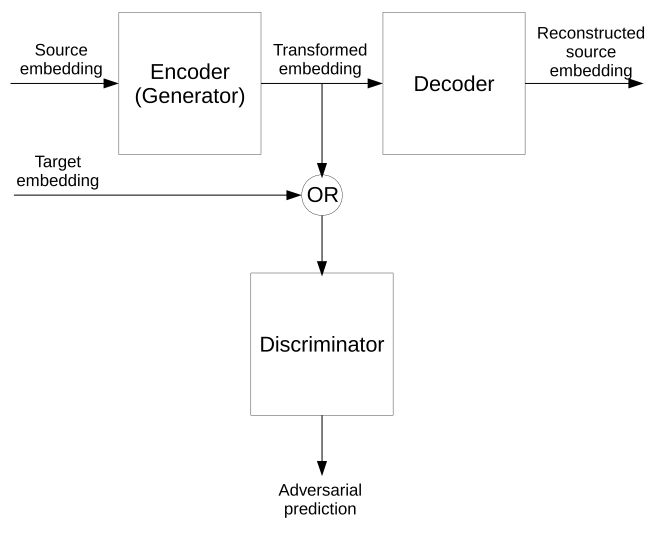 Source
embedding
Encoder
(Generator)
Transformed
embedding
Decoder
Reconstructed
source
embedding
Target
embedding
OR
Discriminator
Adversarial
prediction